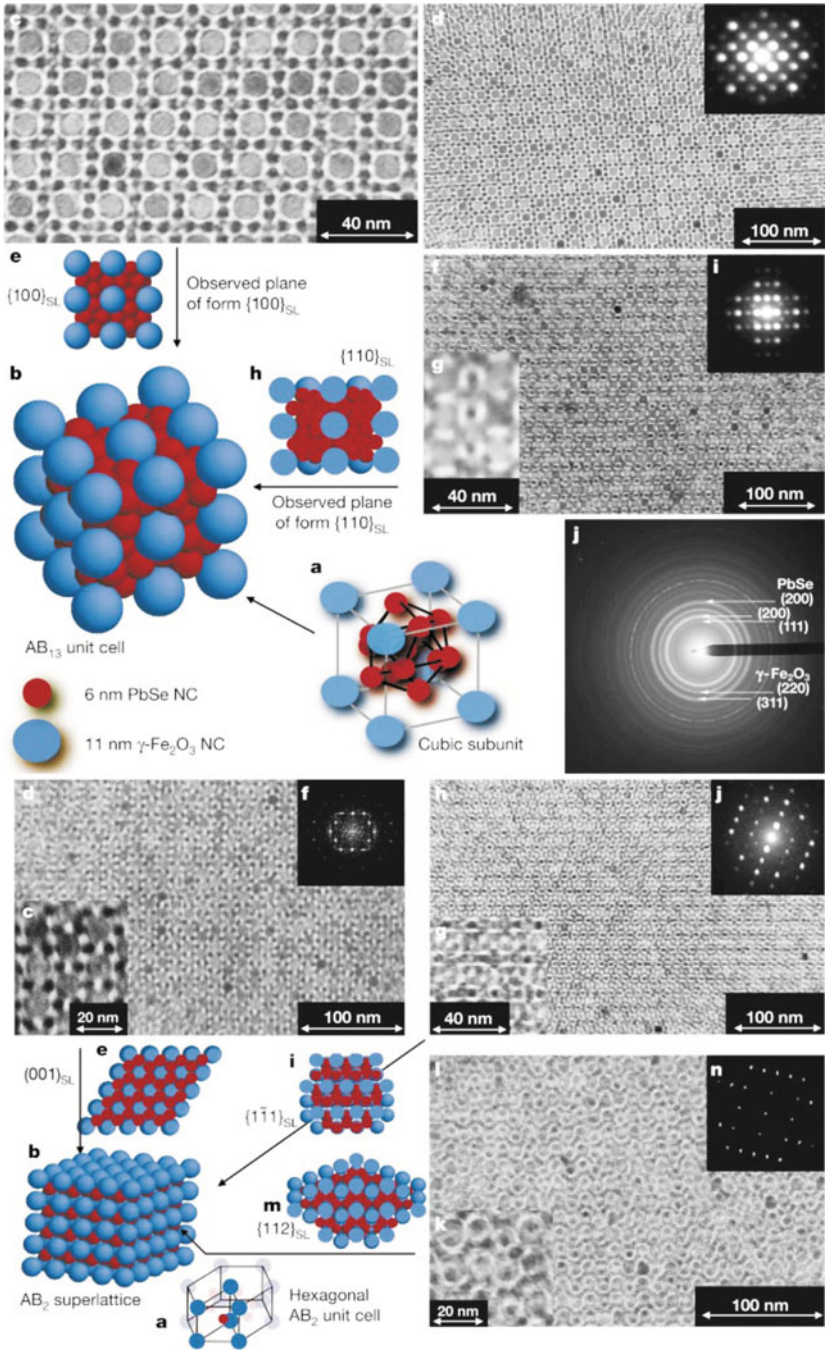 c
40 nm
d
100 nm
e
{100}SL
Observed plane
of form {100}SL
f
i
g
40 nm
100 nm
b
h
{110}SL
Observed plane
of form {110}SL
AB13 unit cell
6 nm PbSe NC
11 nm γ-Fe2O3 NC
a
Cubic subunit
j
PbSe
(200)
(200)
(111)
γ-Fe2O3
(220)
(311)
d
f
c
20 nm
100 nm
h
j
g
40 nm
100 nm
(001)SL
e
i
{11̅1}SL
b
m
{112}SL
AB2 superlattice
a
Hexagonal
AB2 unit cell
l
n
k
20 nm
100 nm